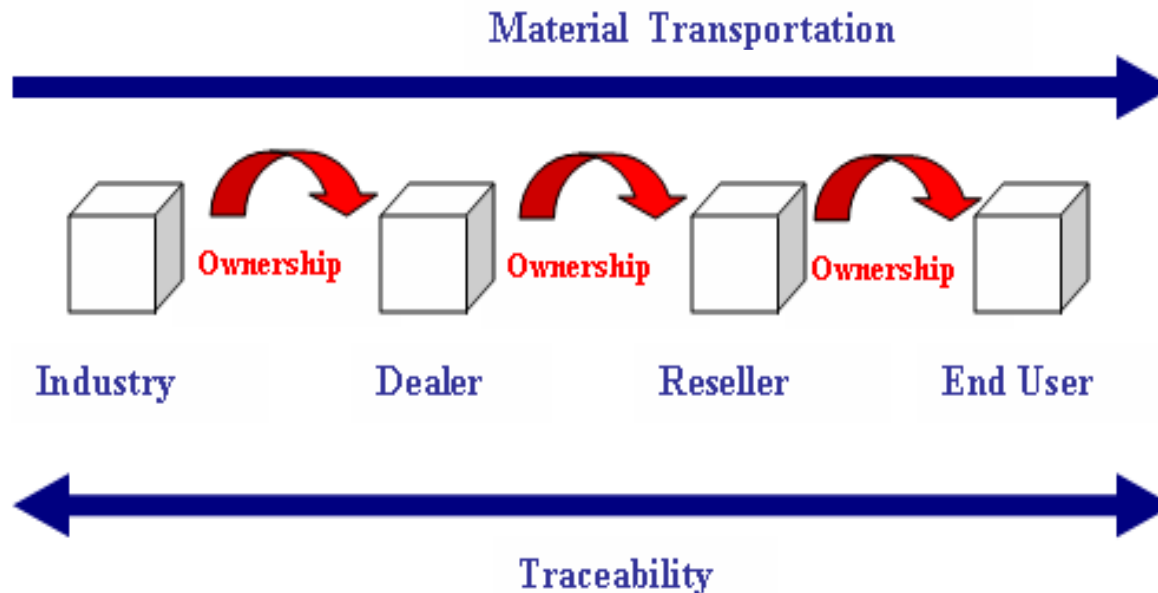 Material Transportation
Ownership
Ownership
Ownership
Industry
Dealer
Reseller
End User
Traceability